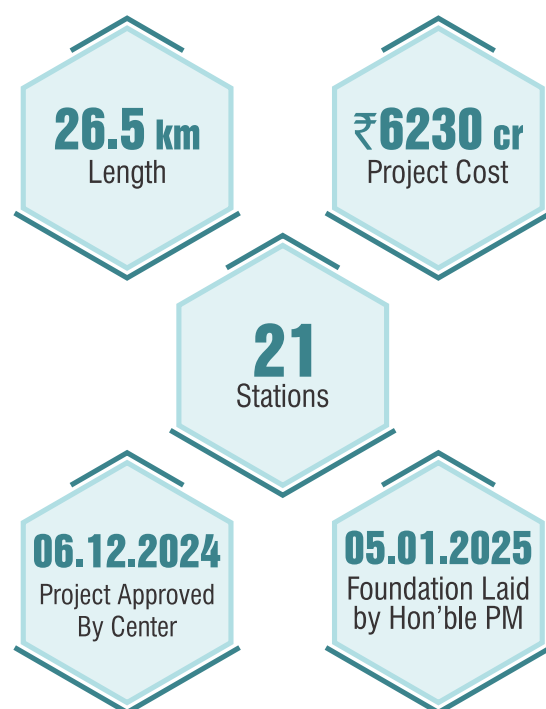 26.5 km
Length
₹6230 cr
Project Cost
21
Stations
06.12.2024
Project Approved
By Center
05.01.2025
Foundation Laid
by Hon'ble PM